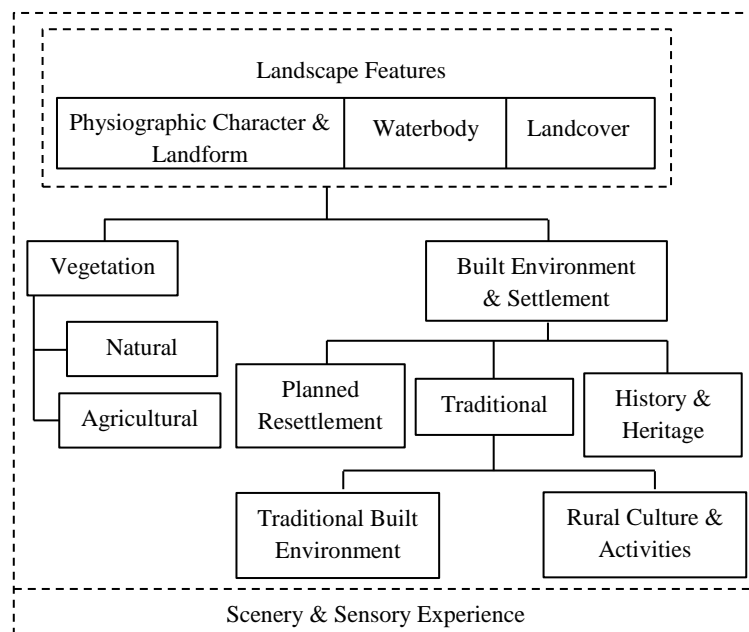 Landscape Features
Physiographic Character &
Landform
Waterbody
Landcover
Vegetation
Built Environment
& Settlement
Natural
Agricultural
Planned
Resettlement
Traditional
History &
Heritage
Traditional Built
Environment
Rural Culture &
Activities
Scenery & Sensory Experience